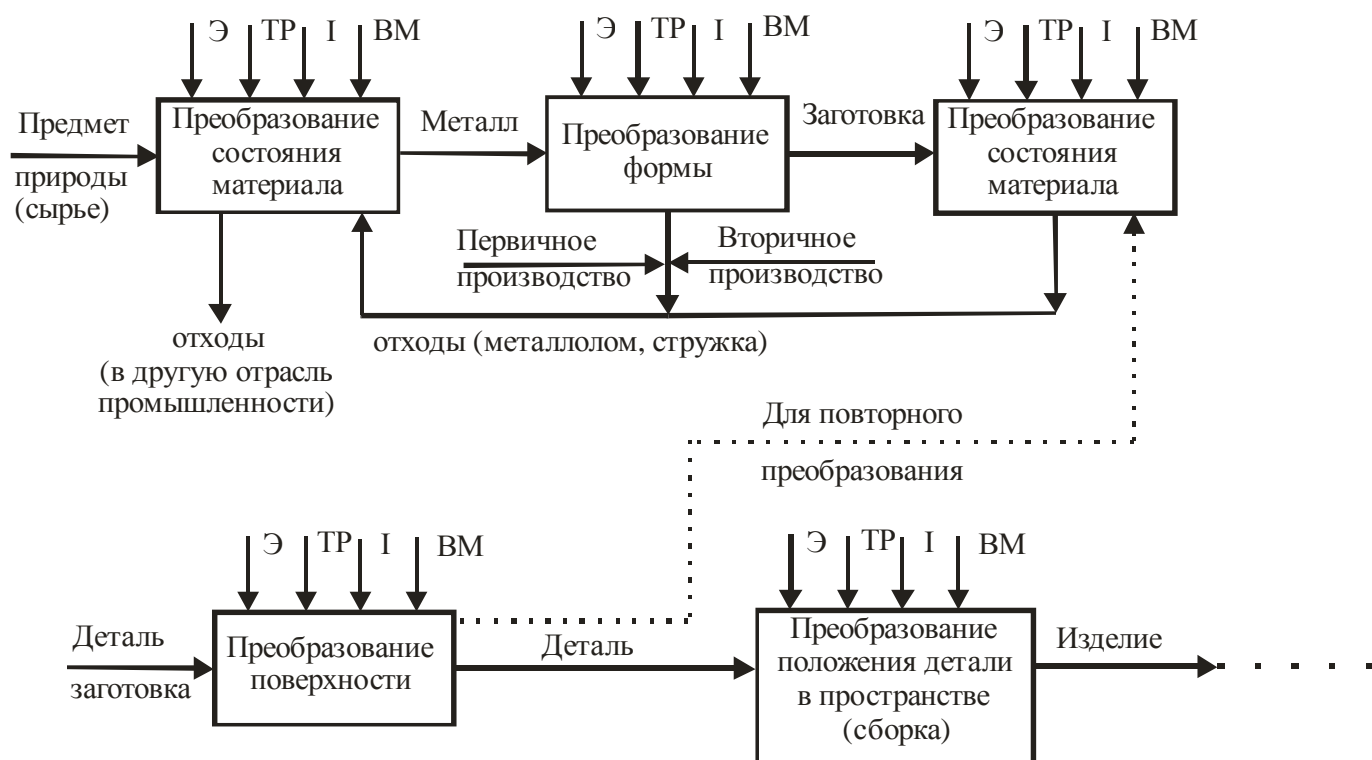 Э ТР I ВМ
Э ТР I ВМ
Э ТР I ВМ
Предмет
природы
(сырье)
Преобразование
состояния
материала
Металл
Преобразование
формы
Заготовка
Преобразование
состояния
материала
Первичное
производство
Вторичное
производство
отходы
(в другую отрасль
промышленности)
отходы (металлолом, стружка)
Для повторного
преобразования
Э ТР I ВМ
Э ТР I ВМ
Деталь
заготовка
Преобразование
поверхности
Деталь
Преобразование
положения детали
в пространстве
(сборка)
Изделие